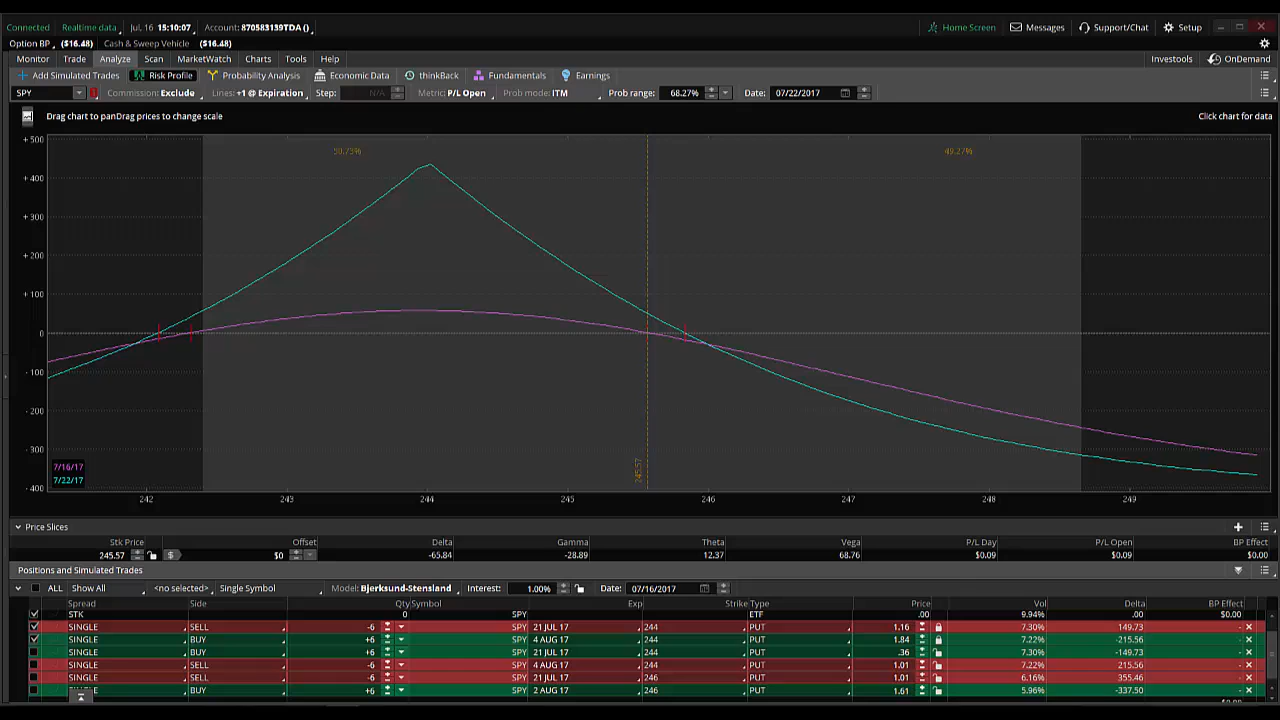 Connected Realtime data Jul, 16 15:10:07 Account: 870583139TDA () Home Screen Messages Support/Chat Setup
Option BP ($16.48) Cash & Sweep Vehicle ($16.48)
Monitor Trade Analyze Scan MarketWatch Charts Tools Help Investools OnDemand
Add Simulated Trades Risk Profile Probability Analysis Economic Data thinkBack Fundamentals Earnings
SPY Commission: Exclude Lines: +1 @ Expiration Step: N/A Metric: P/L Open Prob mode: ITM Prob range: 68.27% Date: 07/22/2017
Drag chart to panDrag prices to change scale Click chart for data
+500
50.73% 49.27%
+400
+300
+200
+100
0
-100
-200
-300
245.57
7/16/17
7/22/17
-400
242 243 244 245 246 247 248 249
Price Slices
Stk Price Offset Delta Gamma Theta Vega P/L Day P/L Open BP Effect
245.57 $ $0 -65.84 -28.89 12.37 68.76 $0.09 $0.09 $0.00
Positions and Simulated Trades
ALL Show All <no selected> Single Symbol Model: Bjerksund-Stensland Interest: 1.00% Date: 07/16/2017
Spread Side Qty Symbol Exp Strike Type Price Vol Delta BP Effect
STK 0 SPY ETF .00 9.94% .00 $0.00
SINGLE SELL -6 SPY 21 JUL 17 244 PUT 1.16 7.30% 149.73 -
SINGLE BUY +6 SPY 4 AUG 17 244 PUT 1.84 7.22% -215.56 -
SINGLE BUY +6 SPY 21 JUL 17 244 PUT .36 7.30% -149.73 -
SINGLE SELL -6 SPY 4 AUG 17 244 PUT 1.01 7.22% 215.56 -
SINGLE SELL -6 SPY 21 JUL 17 246 PUT 1.01 6.16% 355.46 -
BUY +6 SPY 2 AUG 17 246 PUT 1.61 5.96% -337.50 -